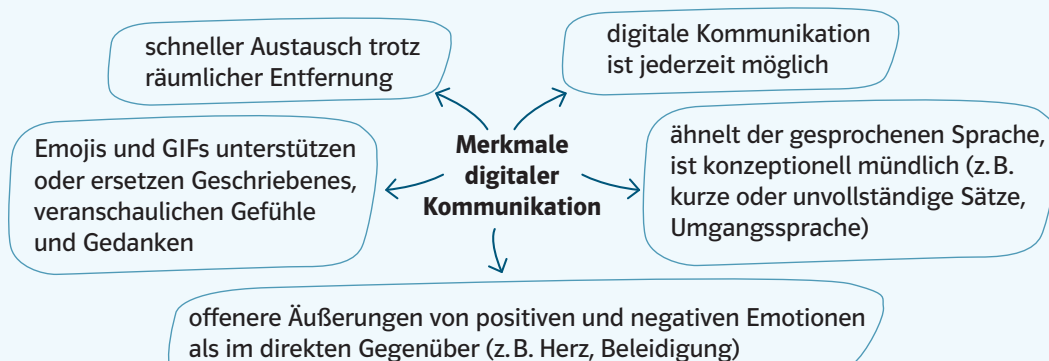 schneller Austausch trotz
räumlicher Entfernung
digitale Kommunikation
ist jederzeit möglich
Emojis und GIFs unterstützen
oder ersetzen Geschriebenes,
veranschaulichen Gefühle
und Gedanken
Merkmale
digitaler
Kommunikation
ähnelt der gesprochenen Sprache,
ist konzeptionell mündlich (z. B.
kurze oder unvollständige Sätze,
Umgangssprache)
offenere Äußerungen von positiven und negativen Emotionen
als im direkten Gegenüber (z. B. Herz, Beleidigung)